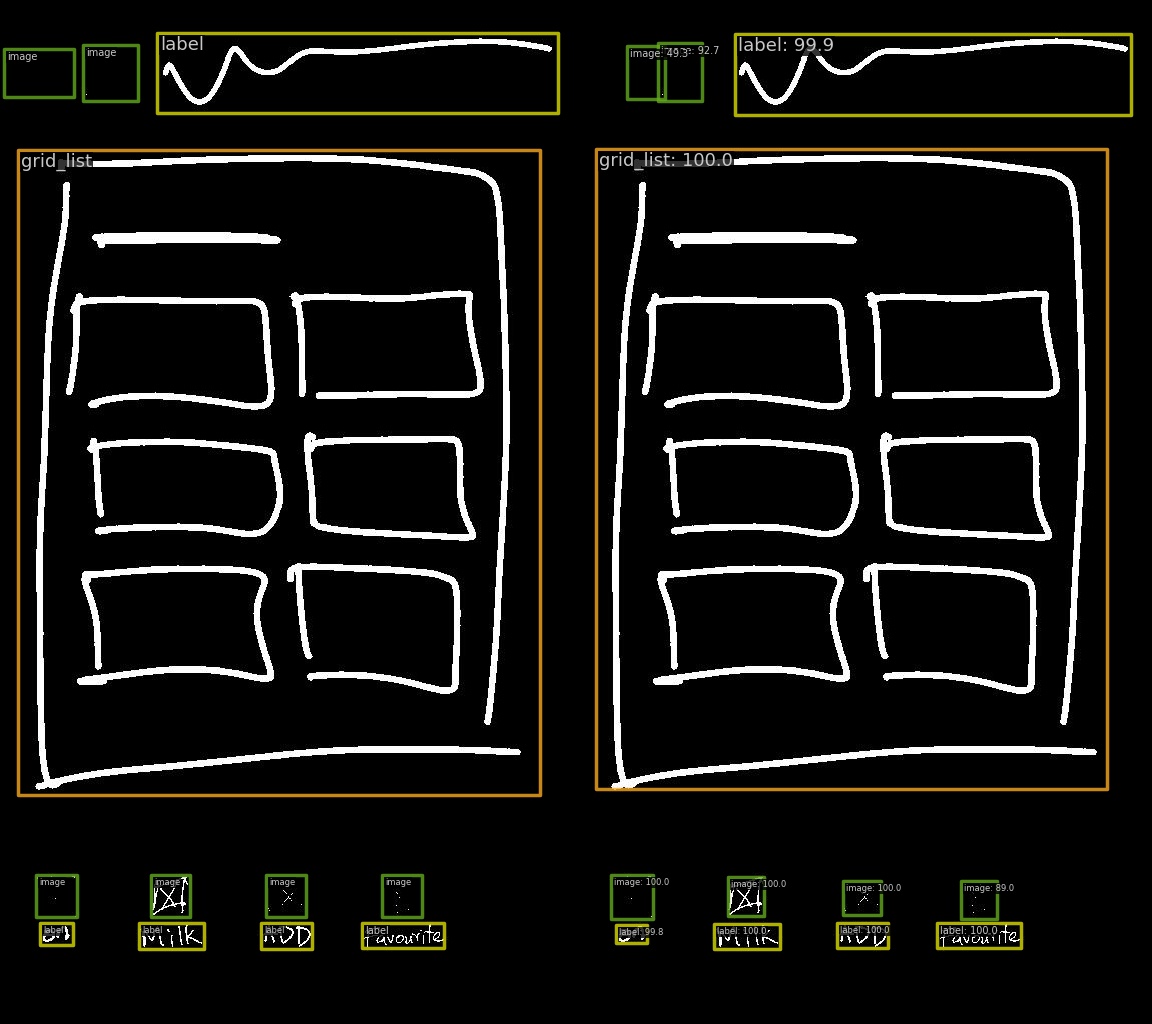 image
image
label
image: 49.3
92.7
label: 99.9
grid_list
grid_list: 100.0
image
image
image
image
image: 100.0
image: 100.0
image: 100.0
image: 89.0
label
label
label
label
label: 99.8
label: 100.0
label: 100.0
label: 100.0
Milk
Favourite
Milk
Favourite